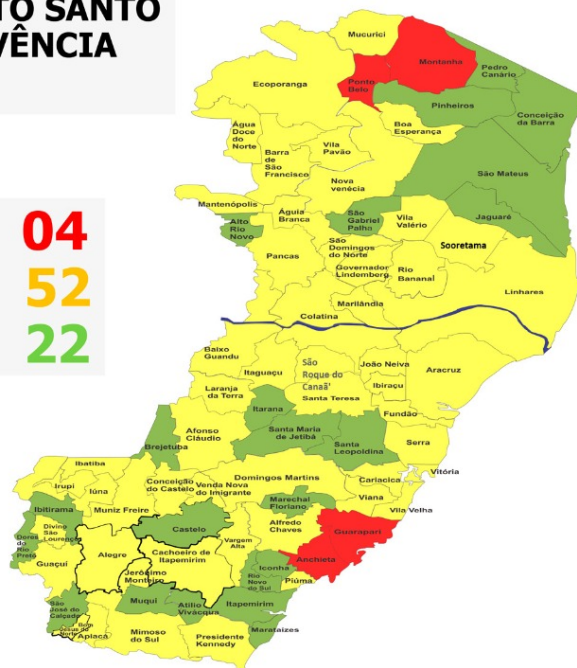 TO SANTO
VÊNCIA
04
52
22
Mucurici
Montanha
Ponto
Belo
Pedro
Canário
Ecoporanga
Pinheiros
Conceição
da Barra
Água
Doce
do
Norte
Boa
Esperança
Vila
Pavão
Barra
de
São
Francisco
São Mateus
Nova
venécia
Mantenópolis
Águia
Branca
São
Gabriel
Palha
Vila
Valério
Jaguaré
Alto
Rio
Novo
São
Domingos
do Norte
Sooretama
Pancas
Governador
Lindemberg
Rio
Bananal
Linhares
Marilândia
Colatina
Baixo
Guandu
Itaguaçu
São
Roque do
Canaã'
João Neiva
Aracruz
Laranja
da Terra
Ibiraçu
Santa Teresa
Itarana
Fundão
Afonso
Cláudio
Santa Maria
de Jetibá
Santa
Leopoldina
Serra
Brejetuba
Vitória
Ibatiba
Domingos Martins
Cariacica
Irupi
Iúna
Conceição
do Castelo
Venda Nova
do Imigrante
Viana
Vila Velha
Ibitirama
Muniz Freire
Marechal
Floriano
Divino
São
Lourenço
Castelo
Alfredo
Chaves
Guarapari
Dores
do
Rio
Preto
Vargem
Alta
Alegre
Cachoeiro de
Itapemirim
Anchieta
Guaçuí
Iconha
Jerônimo
Monteiro
Rio
Novo
do Sul
Piúma
São
José do
Calçado
Muqui
Atílio
Vivácqua
Itapemirim
Bom
Jesus do
Norte
Apiacá
Mimoso
do Sul
Presidente
Kennedy
Marataízes